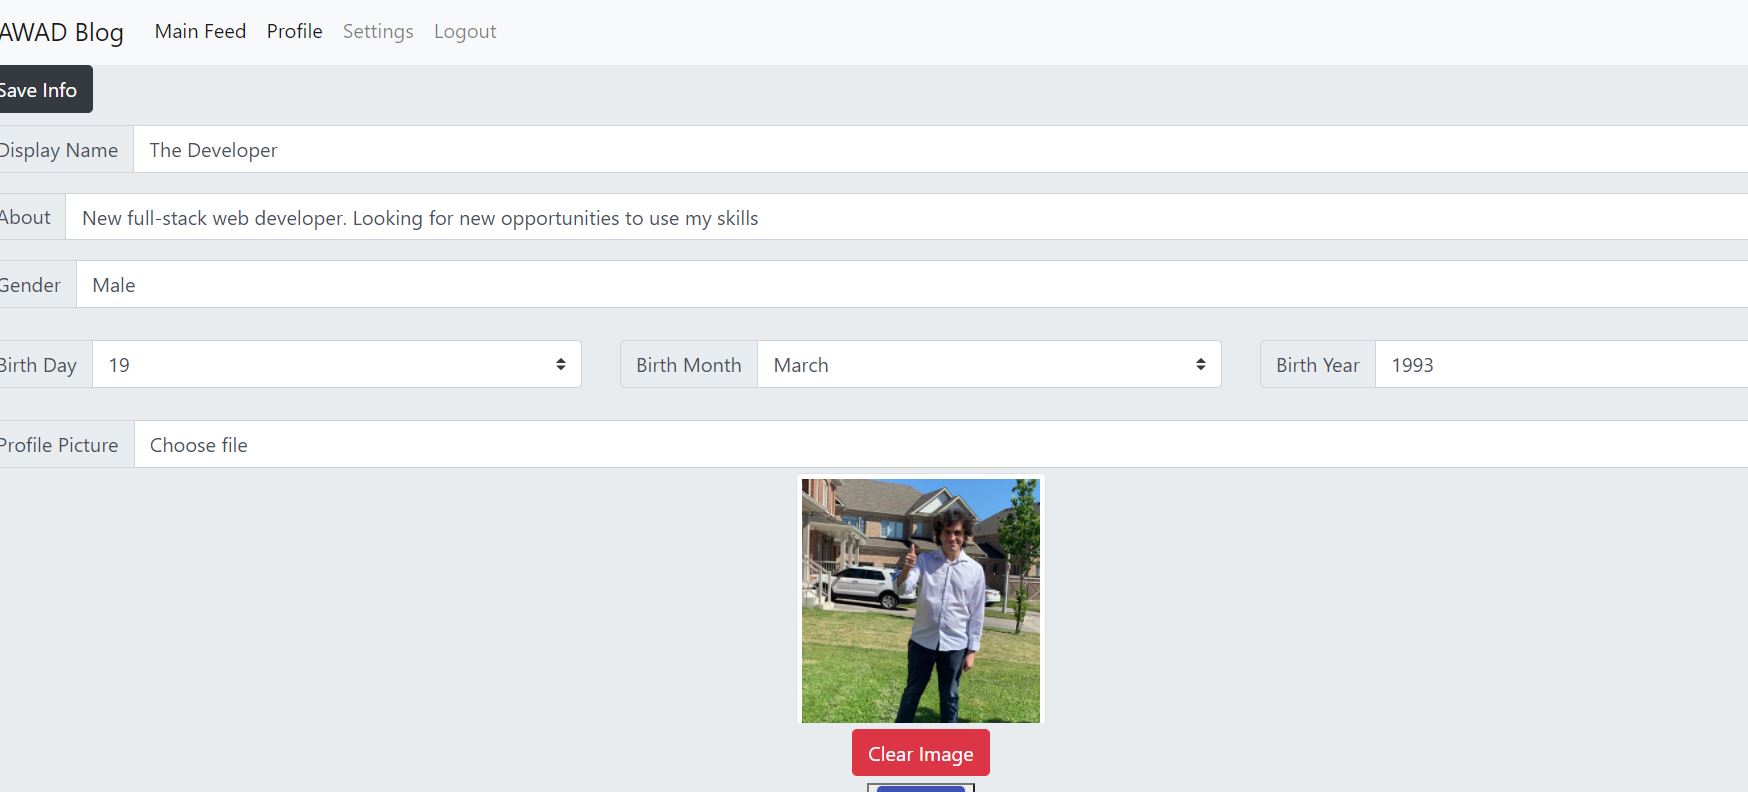 AWAD Blog Main Feed Profile Settings Logout
Save Info
Display Name The Developer
About New full-stack web developer. Looking for new opportunities to use my skills
Gender Male
Birth Day 19 Birth Month March Birth Year 1993
Profile Picture Choose file
Clear Image